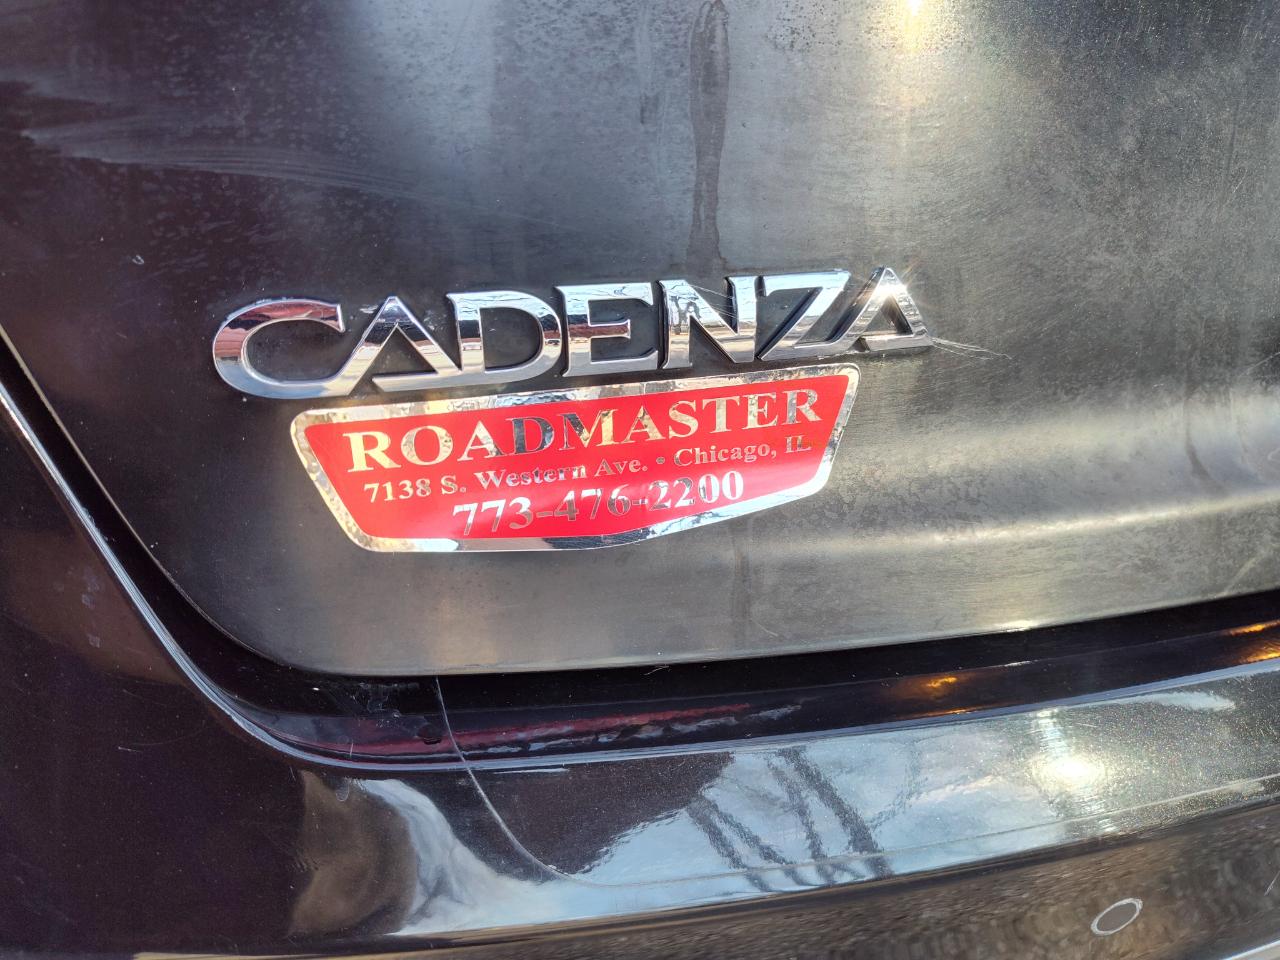 CADENZA
ROADMASTER
7138 S. Western Ave. • Chicago, IL
773-476-2200